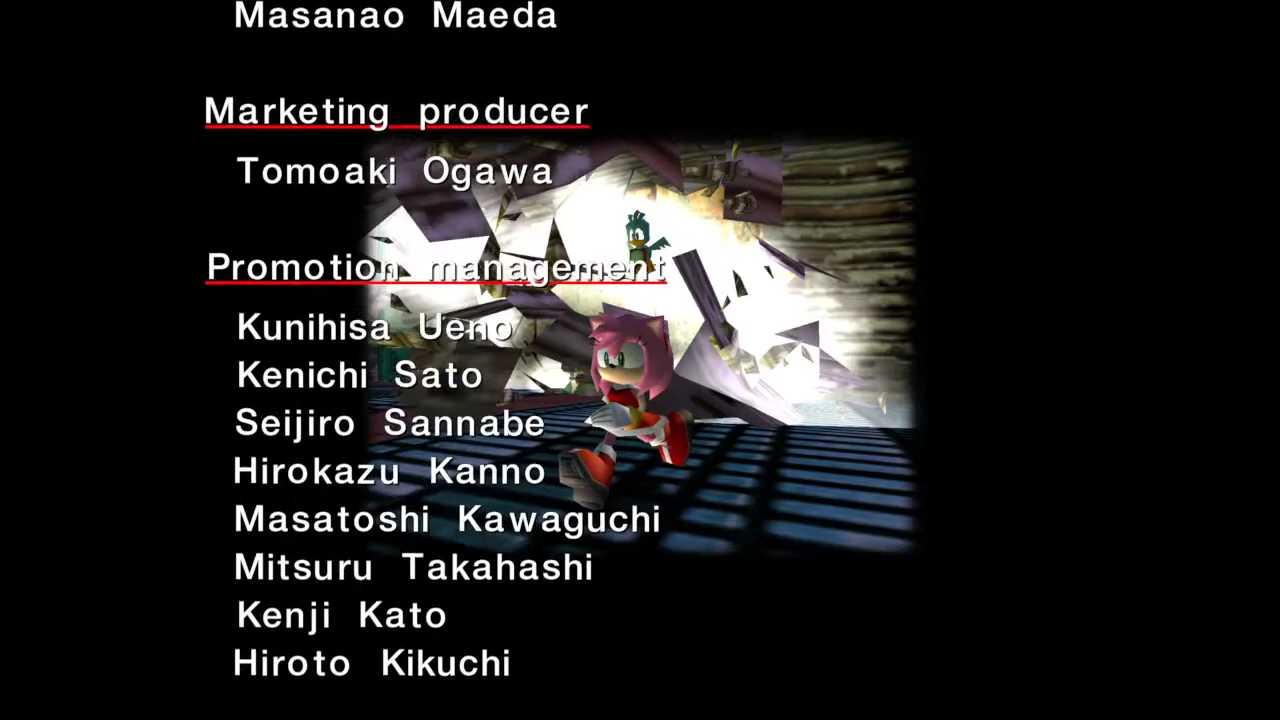 Masanao Maeda
Marketing producer
Tomoaki Ogawa
Promotion management
Kunihisa Ueno
Kenichi Sato
Seijiro Sannabe
Hirokazu Kanno
Masatoshi Kawaguchi
Mitsuru Takahashi
Kenji Kato
Hiroto Kikuchi